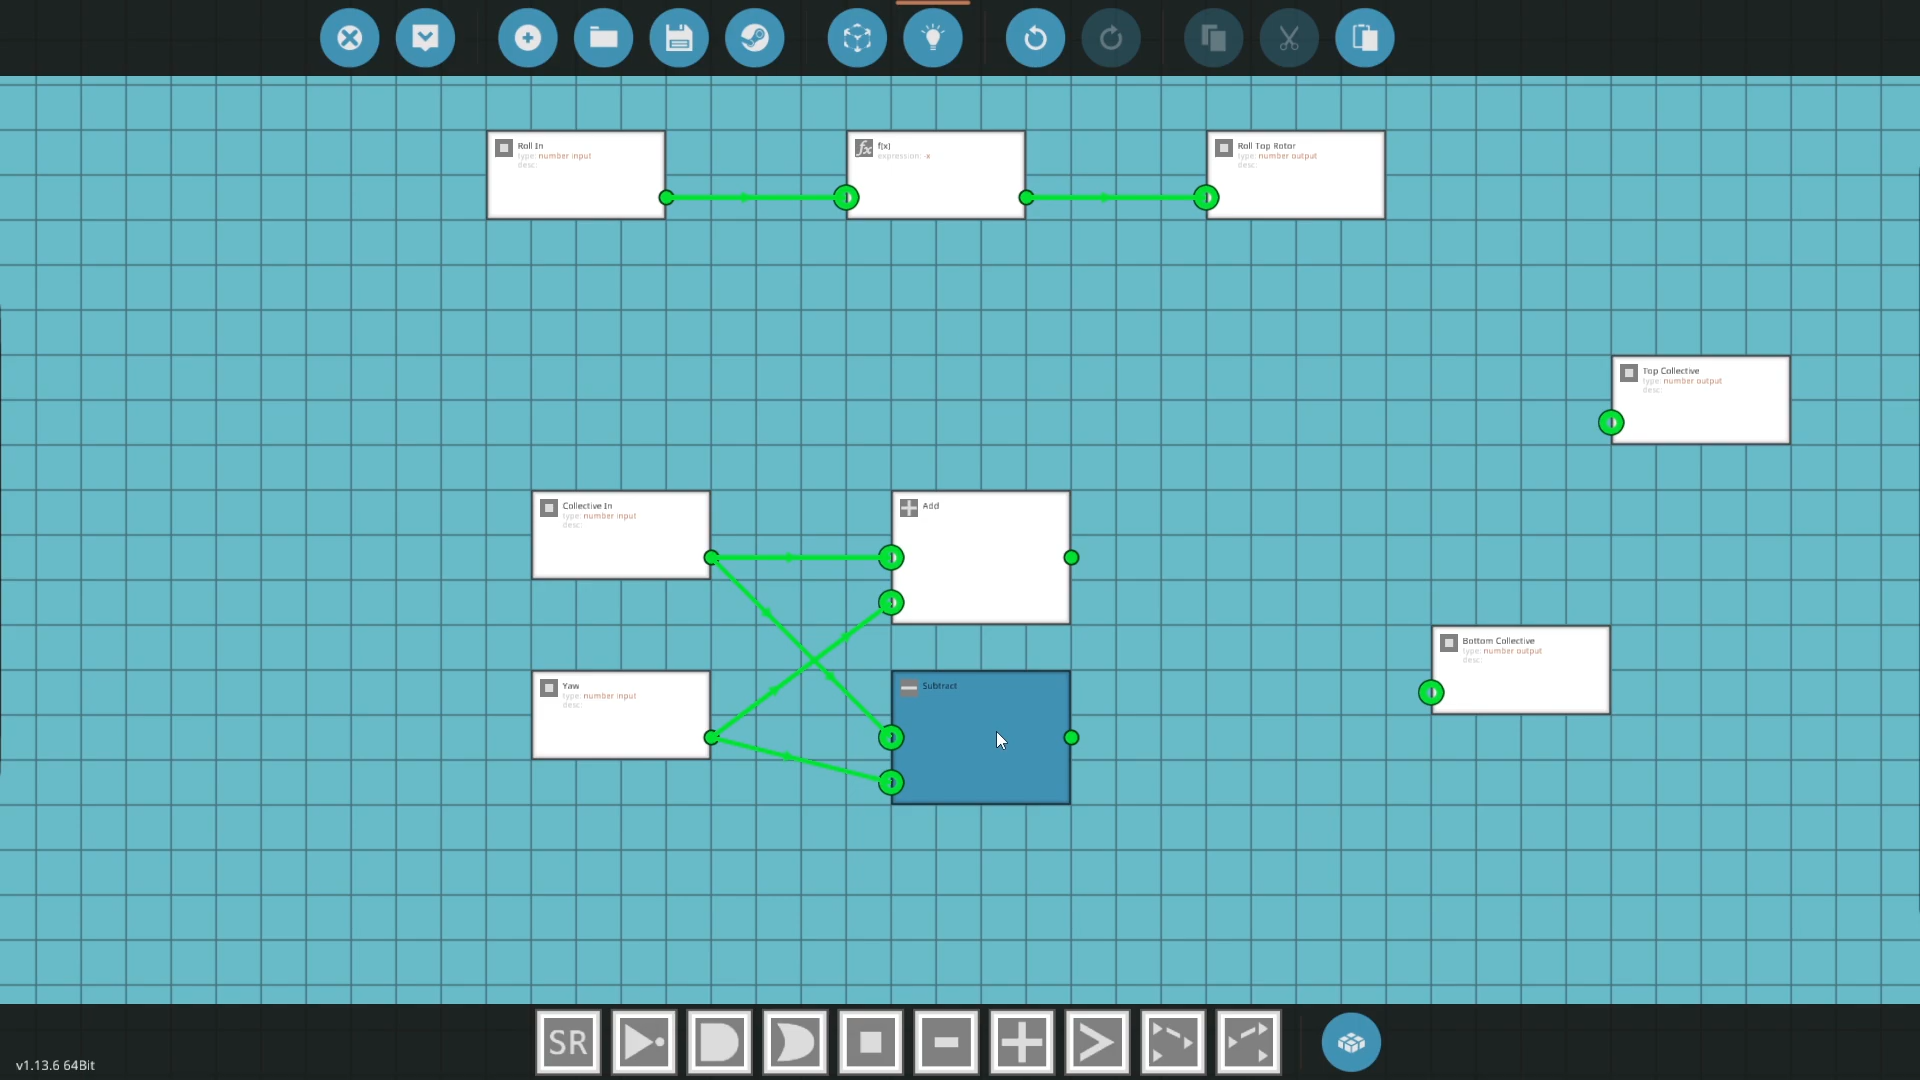 Roll In
type: number input
desc:
f(x)
expression: -x
Roll Top Rotor
type: number output
desc:
Top Collective
type: number output
desc:
Collective In
type: number input
desc:
Add
Bottom Collective
type: number output
desc:
Yaw
type: number input
desc:
Subtract
SR
v1.13.6 64Bit